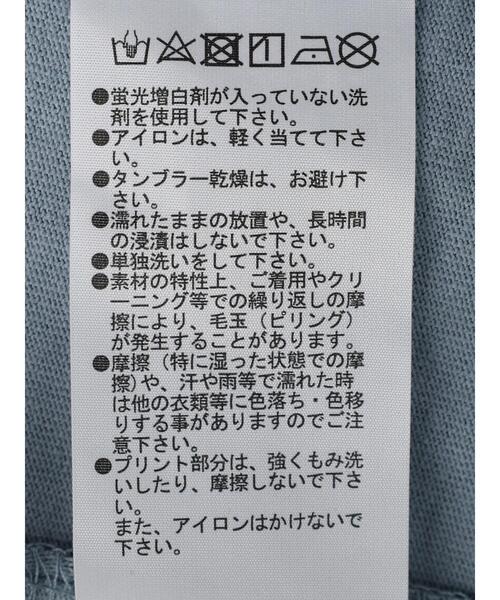 ●蛍光増白剤が入っていない洗
剤を使用して下さい。
●アイロンは、軽く当てて下さ
い。
●タンブラー乾燥は、お避け下
さい。
●濡れたままの放置や、長時間
の浸漬はしないで下さい。
●単独洗いをして下さい。
●素材の特性上、ご着用やクリ
ーニング等での繰り返しの摩
擦により、毛玉（ピリング）
が発生することがあります。
●摩擦（特に湿った状態での摩
擦)や、汗や雨等で濡れた時
は他の衣類等に色落ち・色移
りする事がありますのでご注
意下さい。
●プリント部分は、強くもみ洗
いしたり、摩擦しないで下さ
い。
また、アイロンはかけないで
下さい。